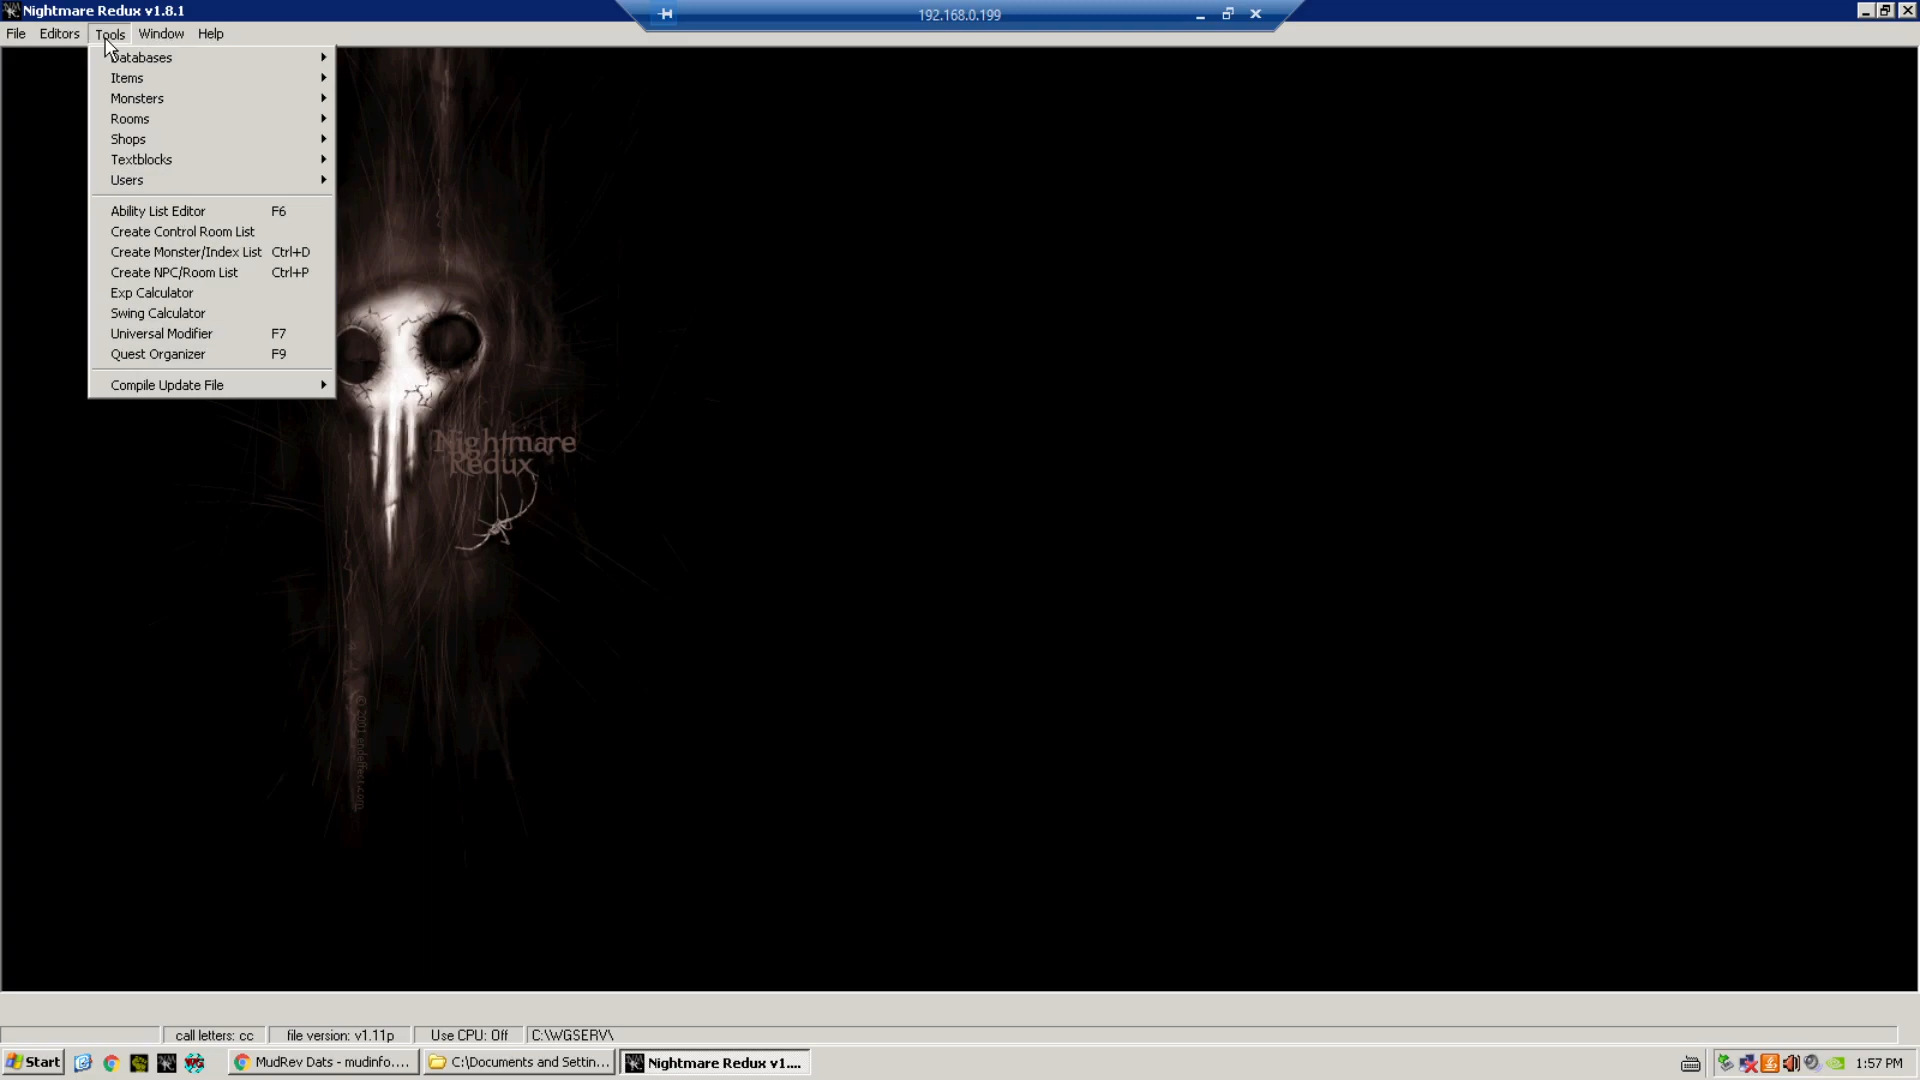 Nightmare Redux v1.8.1
192.168.0.199
File Editors Tools Window Help
Databases
Items
Monsters
Rooms
Shops
Textblocks
Users
Ability List Editor F6
Create Control Room List
Create Monster/Index List Ctrl+D
Create NPC/Room List Ctrl+P
Exp Calculator
Swing Calculator
Universal Modifier F7
Quest Organizer F9
Compile Update File
Nightmare
Redux
call letters: cc file version: v1.11p Use CPU: Off C:\WGSERV\
Start MudRev Dats - mudinfo.... C:\Documents and Settin... Nightmare Redux v1.... 1:57 PM